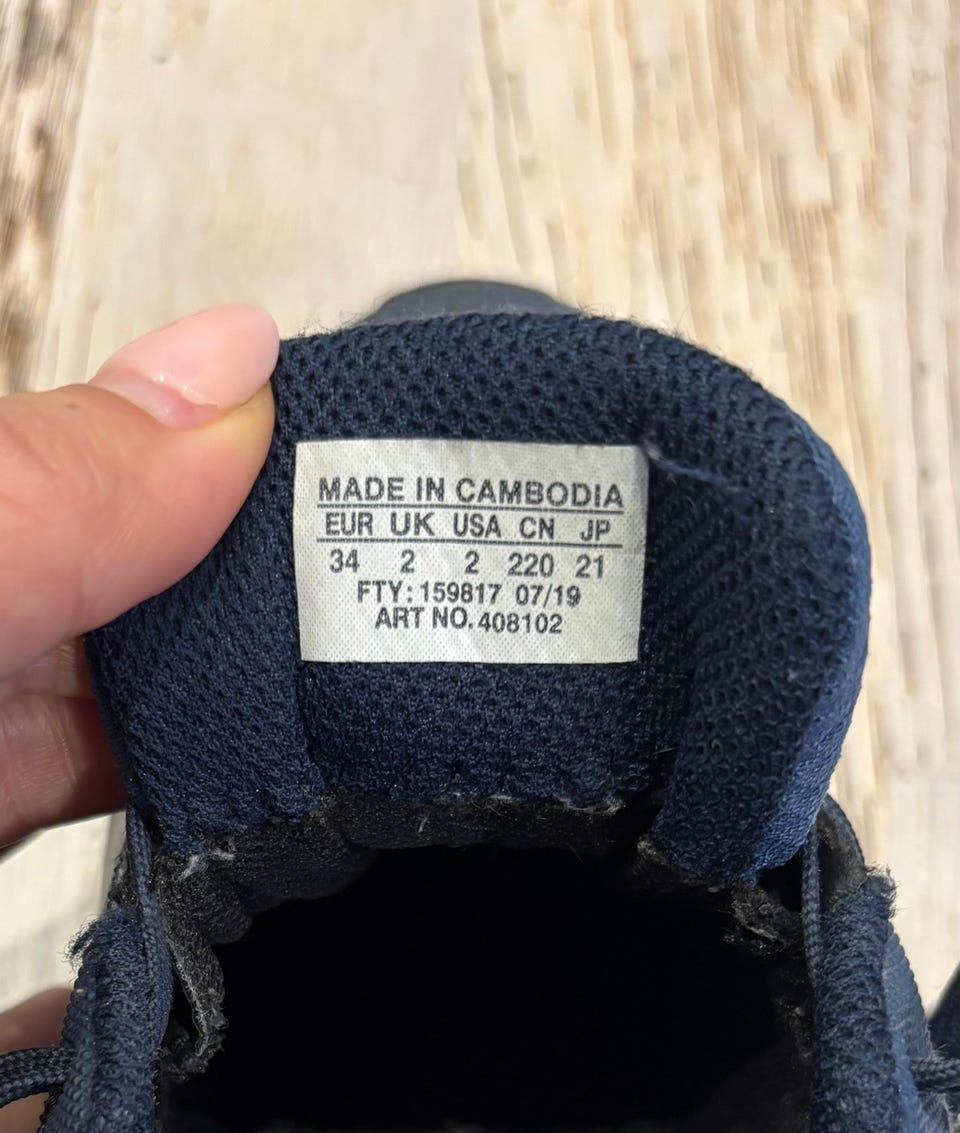 MADE IN CAMBODIA
EUR UK USA CN JP
34 2 2 220 21
FTY: 159817 07/19
ART NO. 408102